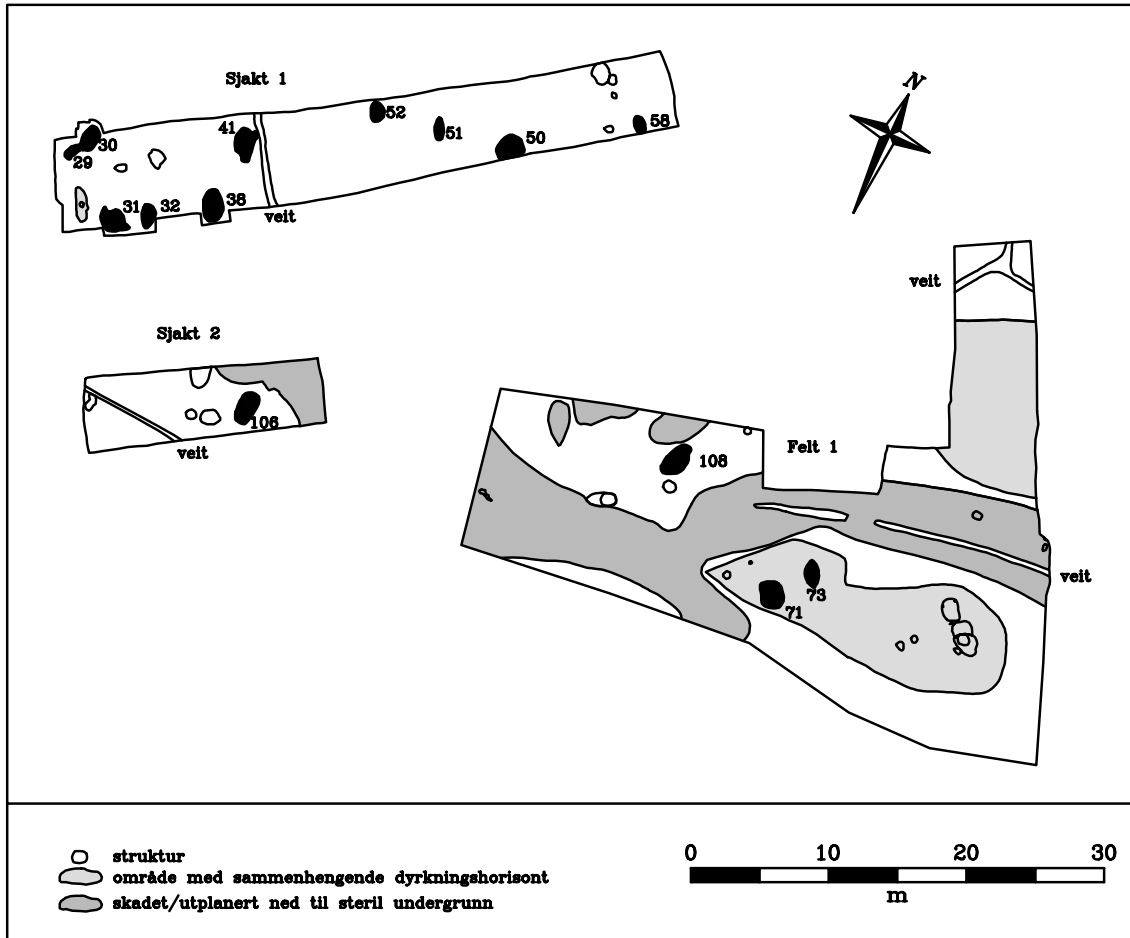 Sjakt 1
N
52
41
51
50
58
30
29
31
32
38
veit
veit
Sjakt 2
106
veit
108
Felt 1
73
71
veit
struktur
område med sammenhengende dyrkningshorisont
skadet/utplanert ned til steril undergrunn
0 10 20 30
m